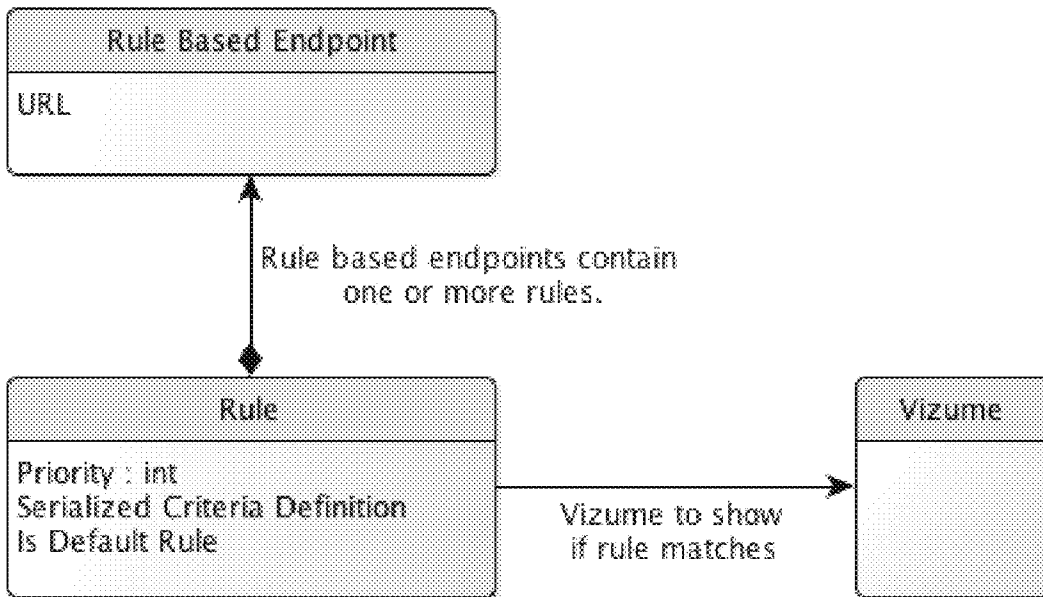 Rule Based Endpoint
URL
Rule based endpoints contain
one or more rules.
Rule
Priority : int
Serialized Criteria Definition
Is Default Rule
Vizume to show
if rule matches
Vizume